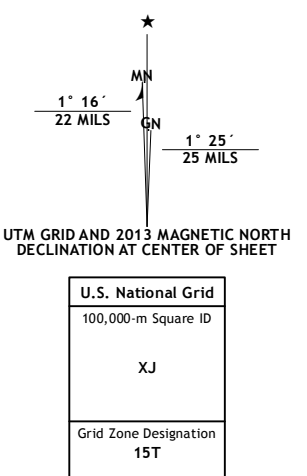 MN
1° 16´
22 MILS
GN
1° 25´
25 MILS
UTM GRID AND 2013 MAGNETIC NORTH
DECLINATION AT CENTER OF SHEET
U.S. National Grid
100,000-m Square ID
XJ
Grid Zone Designation
15T